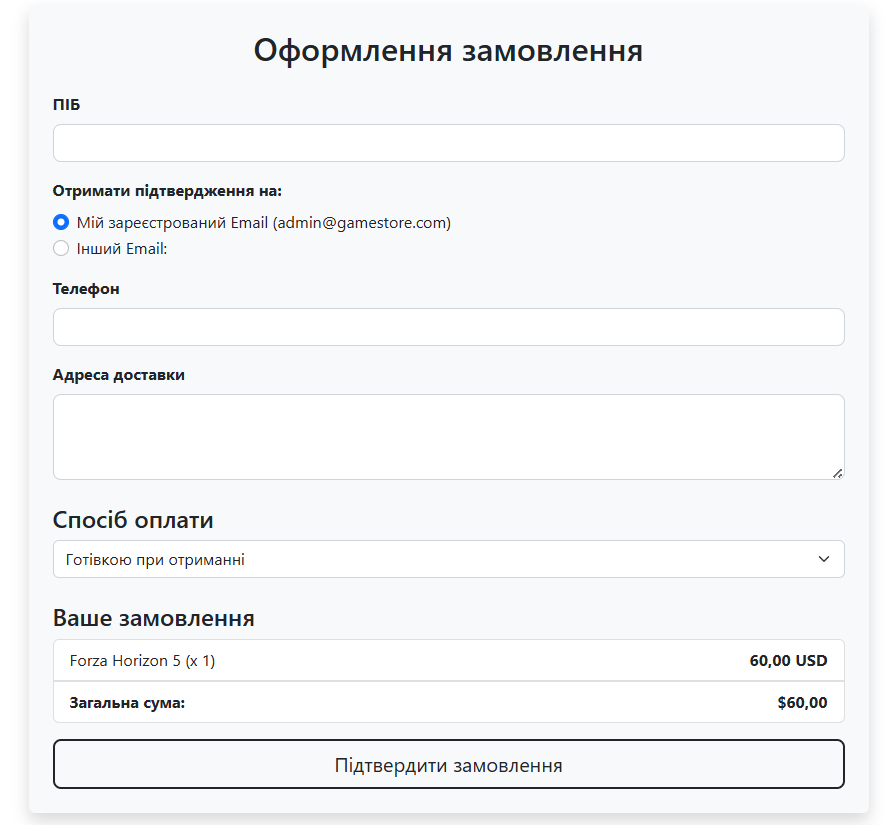 Оформлення замовлення
ПІБ
Отримати підтвердження на:
Мій зареєстрований Email (admin@gamestore.com)
Інший Email:
Телефон
Адреса доставки
Спосіб оплати
Готівкою при отриманні
Ваше замовлення
Forza Horizon 5 (x 1) 60,00 USD
Загальна сума: $60,00
Підтвердити замовлення